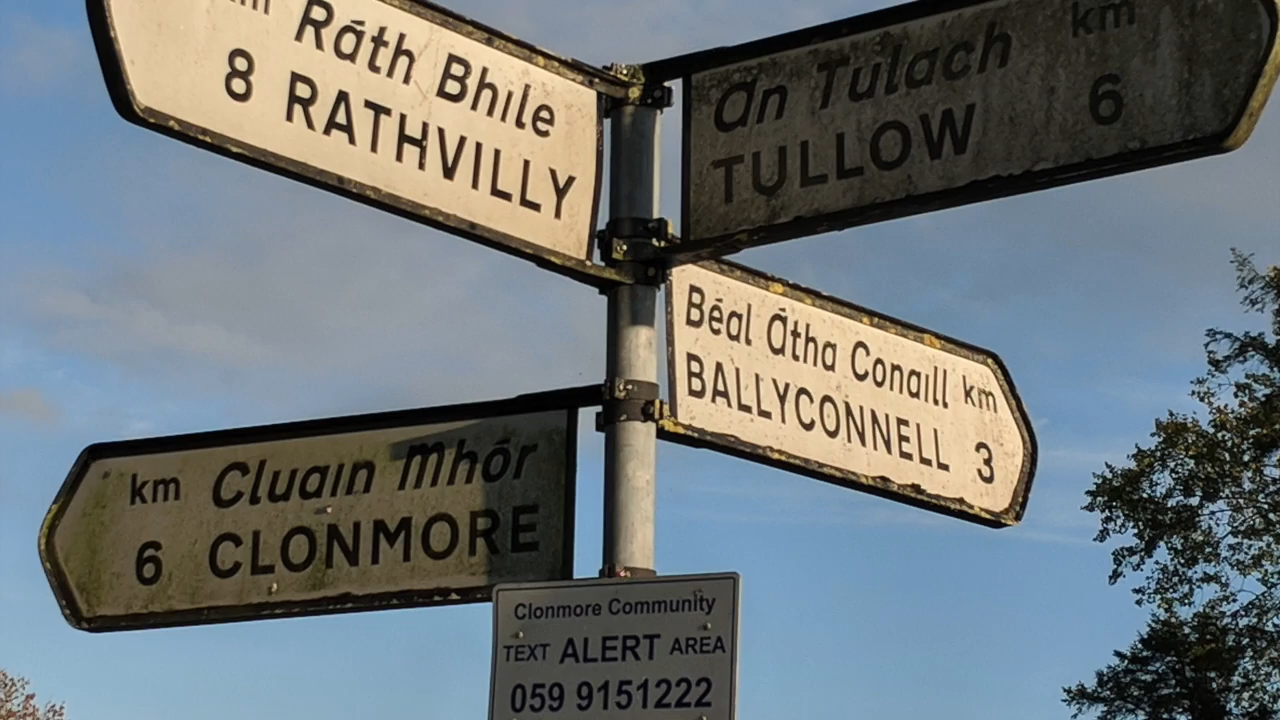 km Ráth Bhile
8 RATHVILLY
An Tulach km
TULLOW 6
Béal Átha Conaill km
BALLYCONNELL 3
km Cluain Mhór
6 CLONMORE
Clonmore Community
TEXT ALERT AREA
059 9151222